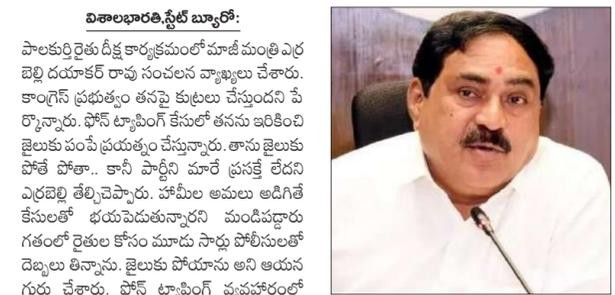 విశాలభారతి,స్టేట్ బ్యూరో:
పాలకుర్తి రైతు దీక్ష కార్యక్రమంలో మాజీ మంత్రి ఎర్ర
బెల్లి దయాకర్ రావు సంచలన వ్యాఖ్యలు చేశారు.
కాంగ్రెస్ ప్రభుత్వం తనపై కుట్రలు చేస్తుందని పే
ర్కొన్నారు. ఫోన్ ట్యాపింగ్ కేసులో తనను ఇరికించి
జైలుకు పంపే ప్రయత్నం చేస్తున్నారు. తాను జైలుకు
పోతే పోతా.. కానీ పార్టీని మారే ప్రసక్తే లేదని
ఎర్రబెల్లి తేల్చిచెప్పారు. హామీల అమలు అడిగితే
కేసులతో భయపెడుతున్నారని మండిపడ్డారు
గతంలో రైతుల కోసం మూడు సార్లు పోలీసులతో
దెబ్బలు తిన్నాను. జైలుకు పోయాను అని ఆయన
గుర్తు చేశారు. ఫోన్ ట్యాపింగ్ వ్యవహారంలో